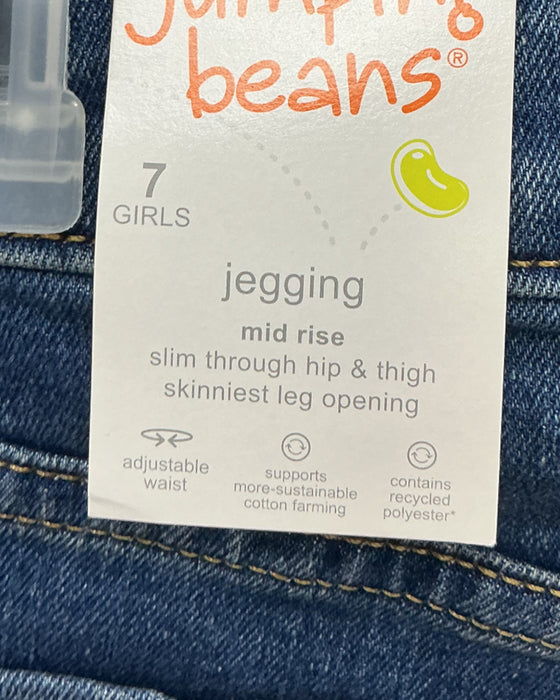 jumping
beans®
7
GIRLS
jegging
mid rise
slim through hip & thigh
skinniest leg opening
adjustable
waist
supports
more-sustainable
cotton farming
contains
recycled
polyester*